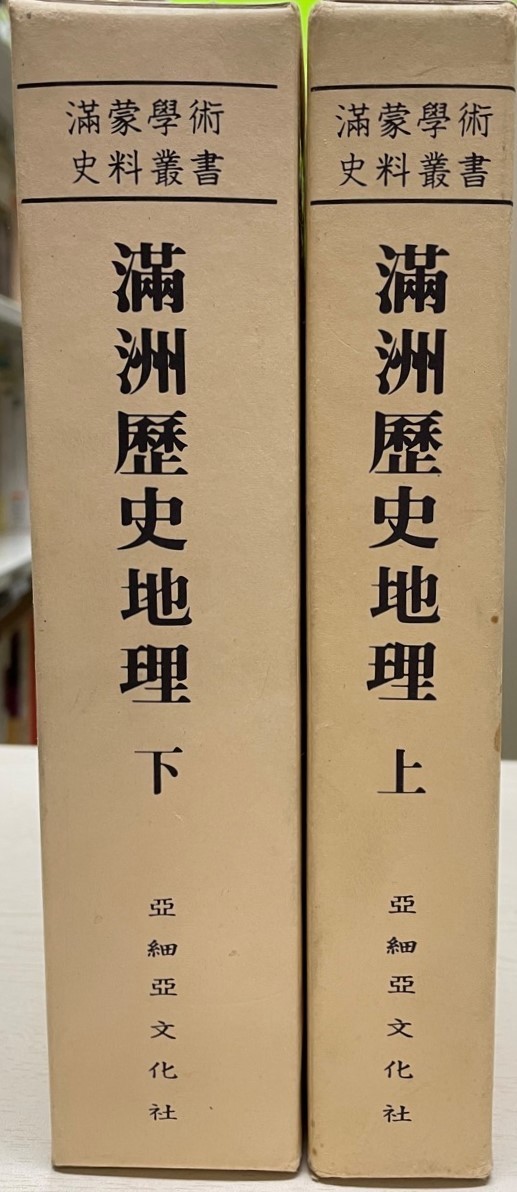 滿蒙學術
史料叢書
滿洲歷史地理 下
亞細亞文化社
滿蒙學術
史料叢書
滿洲歷史地理 上
亞細亞文化社